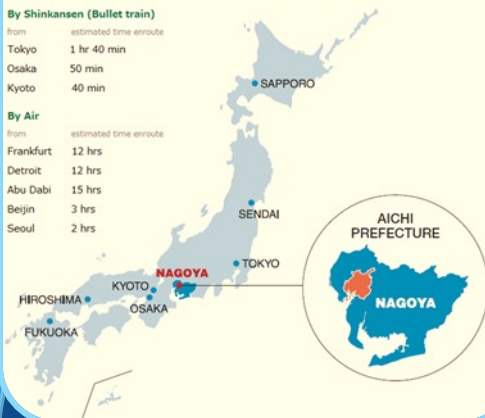 By Shinkansen (Bullet train)
from estimated time enroute
Tokyo 1 hr 40 min
Osaka 50 min
Kyoto 40 min
By Air
from estimated time enroute
Frankfurt 12 hrs
Detroit 12 hrs
Abu Dabi 15 hrs
Beijin 3 hrs
Seoul 2 hrs
SAPPORO
SENDAI
TOKYO
NAGOYA
KYOTO
OSAKA
HIROSHIMA
FUKUOKA
AICHI
PREFECTURE
NAGOYA